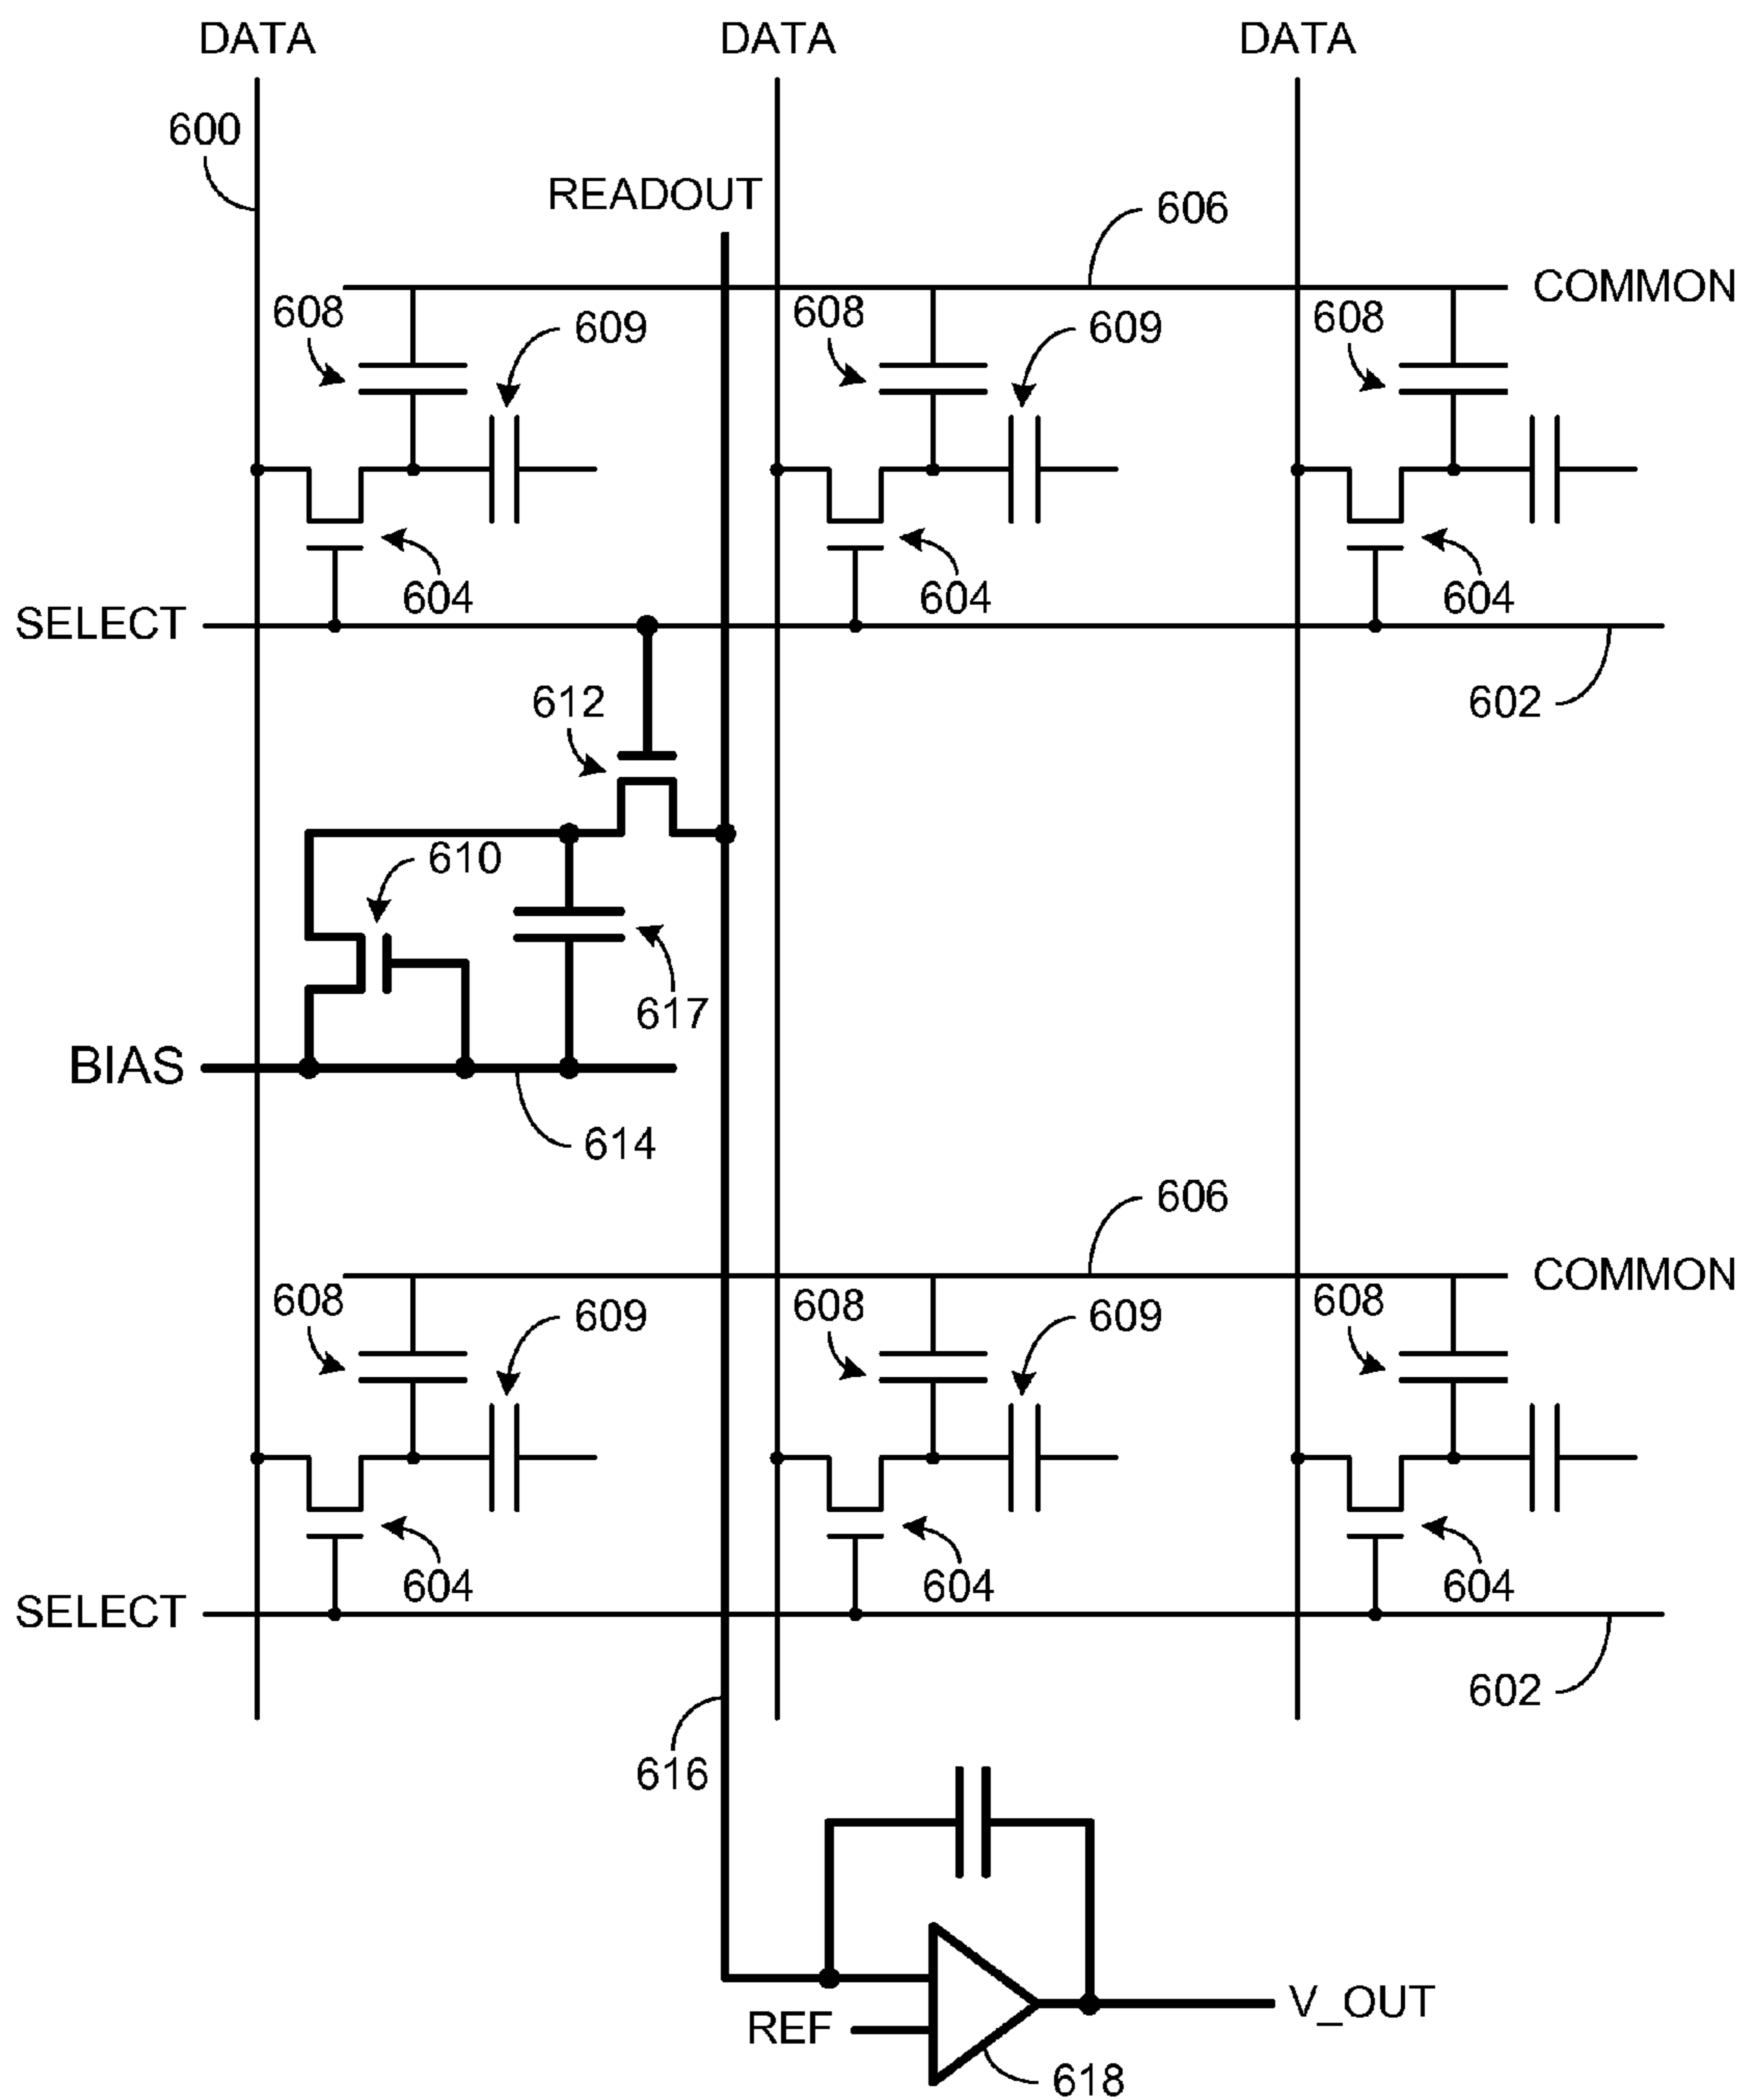 DATA DATA DATA
600
READOUT
606
COMMON
608 609 608 609 608
604 604 604
SELECT
602
612
610
617
BIAS
614
606
COMMON
608 609 608 609 608
604 604 604
SELECT
602
616
V_OUT
REF
618